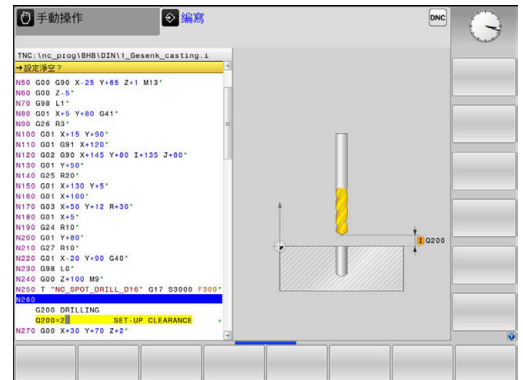 手動操作
編寫
DNC
TNC:\nc_prog\BHB\DIN\1_Gesenk_casting.i
→設定淨空？
N50 G00 G90 X-25 Y+65 Z+1 M13*
N60 G00 Z-5*
N70 G98 L1*
N80 G01 X+5 Y+80 G41*
N90 G26 R3*
N100 G01 X+15 Y+90*
N110 G01 G91 X+120*
N120 G02 G90 X+145 Y+80 I+135 J+80*
N130 G01 Y+50*
N140 G25 R20*
N150 G01 X+130 Y+5*
N160 G01 X+100*
N170 G03 X+50 Y+12 R+30*
N180 G01 X+5*
N190 G24 R10*
N200 G01 Y+80*
N210 G27 R10*
N220 G01 X-20 Y+90 G40*
N230 G98 L0*
N240 G00 Z+100 M9*
N250 T "NC_SPOT_DRILL_D16" G17 S3000 F300*
N260
G200 DRILLING
Q200=2 SET-UP CLEARANCE
N270 G00 X+30 Y+70 Z+2*
I Q200